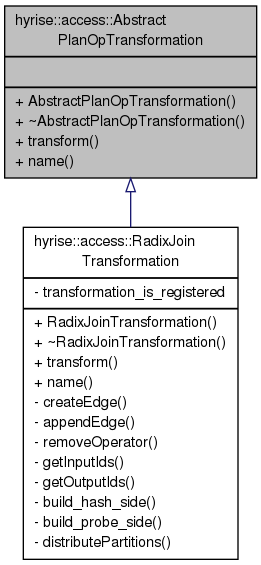 hyrise::access::Abstract
PlanOpTransformation
+ AbstractPlanOpTransformation()
+ ~AbstractPlanOpTransformation()
+ transform()
+ name()
hyrise::access::RadixJoin
Transformation
- transformation_is_registered
+ RadixJoinTransformation()
+ ~RadixJoinTransformation()
+ transform()
+ name()
- createEdge()
- appendEdge()
- removeOperator()
- getInputIds()
- getOutputIds()
- build_hash_side()
- build_probe_side()
- distributePartitions()